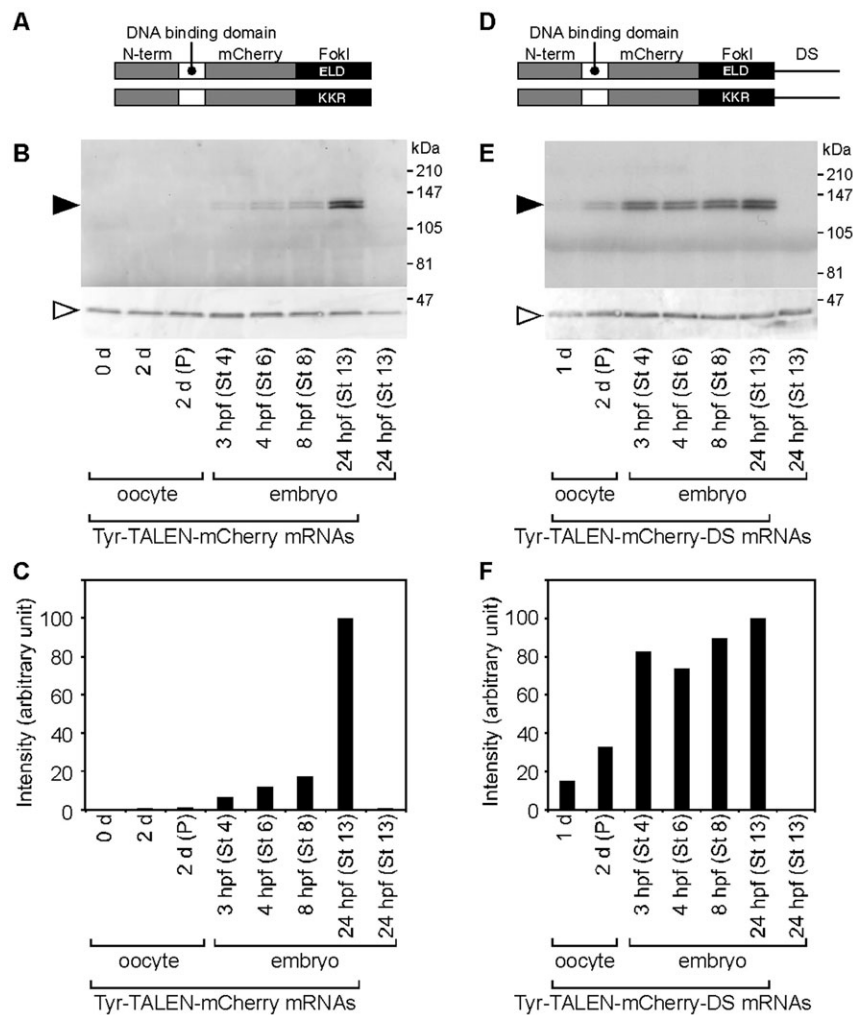 A
DNA binding domain
N-term mCherry FokI
ELD
KKR
B
kDa
210
147
105
81
47
0 d
2 d
2 d (P)
3 hpf (St 4)
4 hpf (St 6)
8 hpf (St 8)
24 hpf (St 13)
24 hpf (St 13)
oocyte embryo
Tyr-TALEN-mCherry mRNAs
C
Intensity (arbitrary unit)
100
80
60
40
20
0
0 d
2 d
2 d (P)
3 hpf (St 4)
4 hpf (St 6)
8 hpf (St 8)
24 hpf (St 13)
24 hpf (St 13)
oocyte embryo
Tyr-TALEN-mCherry mRNAs
D
DNA binding domain
N-term mCherry FokI DS
ELD
KKR
E
kDa
210
147
105
81
47
1 d
2 d (P)
3 hpf (St 4)
4 hpf (St 6)
8 hpf (St 8)
24 hpf (St 13)
24 hpf (St 13)
oocyte embryo
Tyr-TALEN-mCherry-DS mRNAs
F
Intensity (arbitrary unit)
100
80
60
40
20
0
1 d
2 d (P)
3 hpf (St 4)
4 hpf (St 6)
8 hpf (St 8)
24 hpf (St 13)
24 hpf (St 13)
oocyte embryo
Tyr-TALEN-mCherry-DS mRNAs